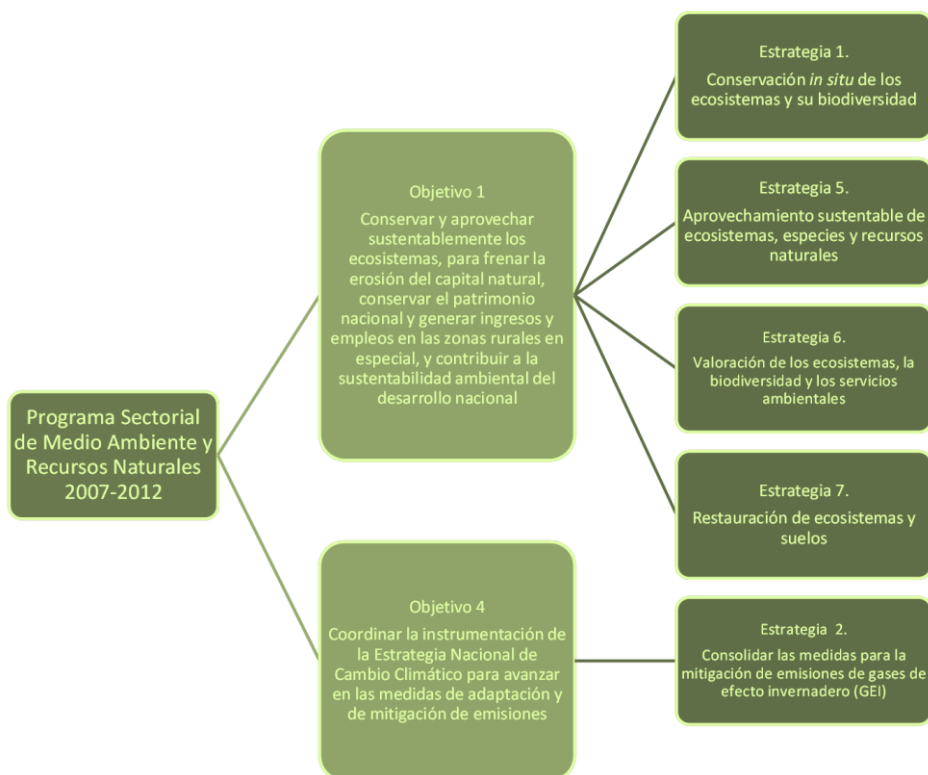 Programa Sectorial
de Medio Ambiente y
Recursos Naturales
2007-2012
Objetivo 1
Conservar y aprovechar
sustentablemente los
ecosistemas, para frenar la
erosión del capital natural,
conservar el patrimonio
nacional y generar ingresos y
empleos en las zonas rurales en
especial, y contribuir a la
sustentabilidad ambiental del
desarrollo nacional
Estrategia 1.
Conservación in situ de los
ecosistemas y su biodiversidad
Estrategia 5.
Aprovechamiento sustentable de
ecosistemas, especies y recursos
naturales
Estrategia 6.
Valoración de los ecosistemas, la
biodiversidad y los servicios
ambientales
Estrategia 7.
Restauración de ecosistemas y
suelos
Objetivo 4
Coordinar la instrumentación de
la Estrategia Nacional de
Cambio Climático para avanzar
en las medidas de adaptación y
de mitigación de emisiones
Estrategia 2.
Consolidar las medidas para la
mitigación de emisiones de gases de
efecto invernadero (GEI)